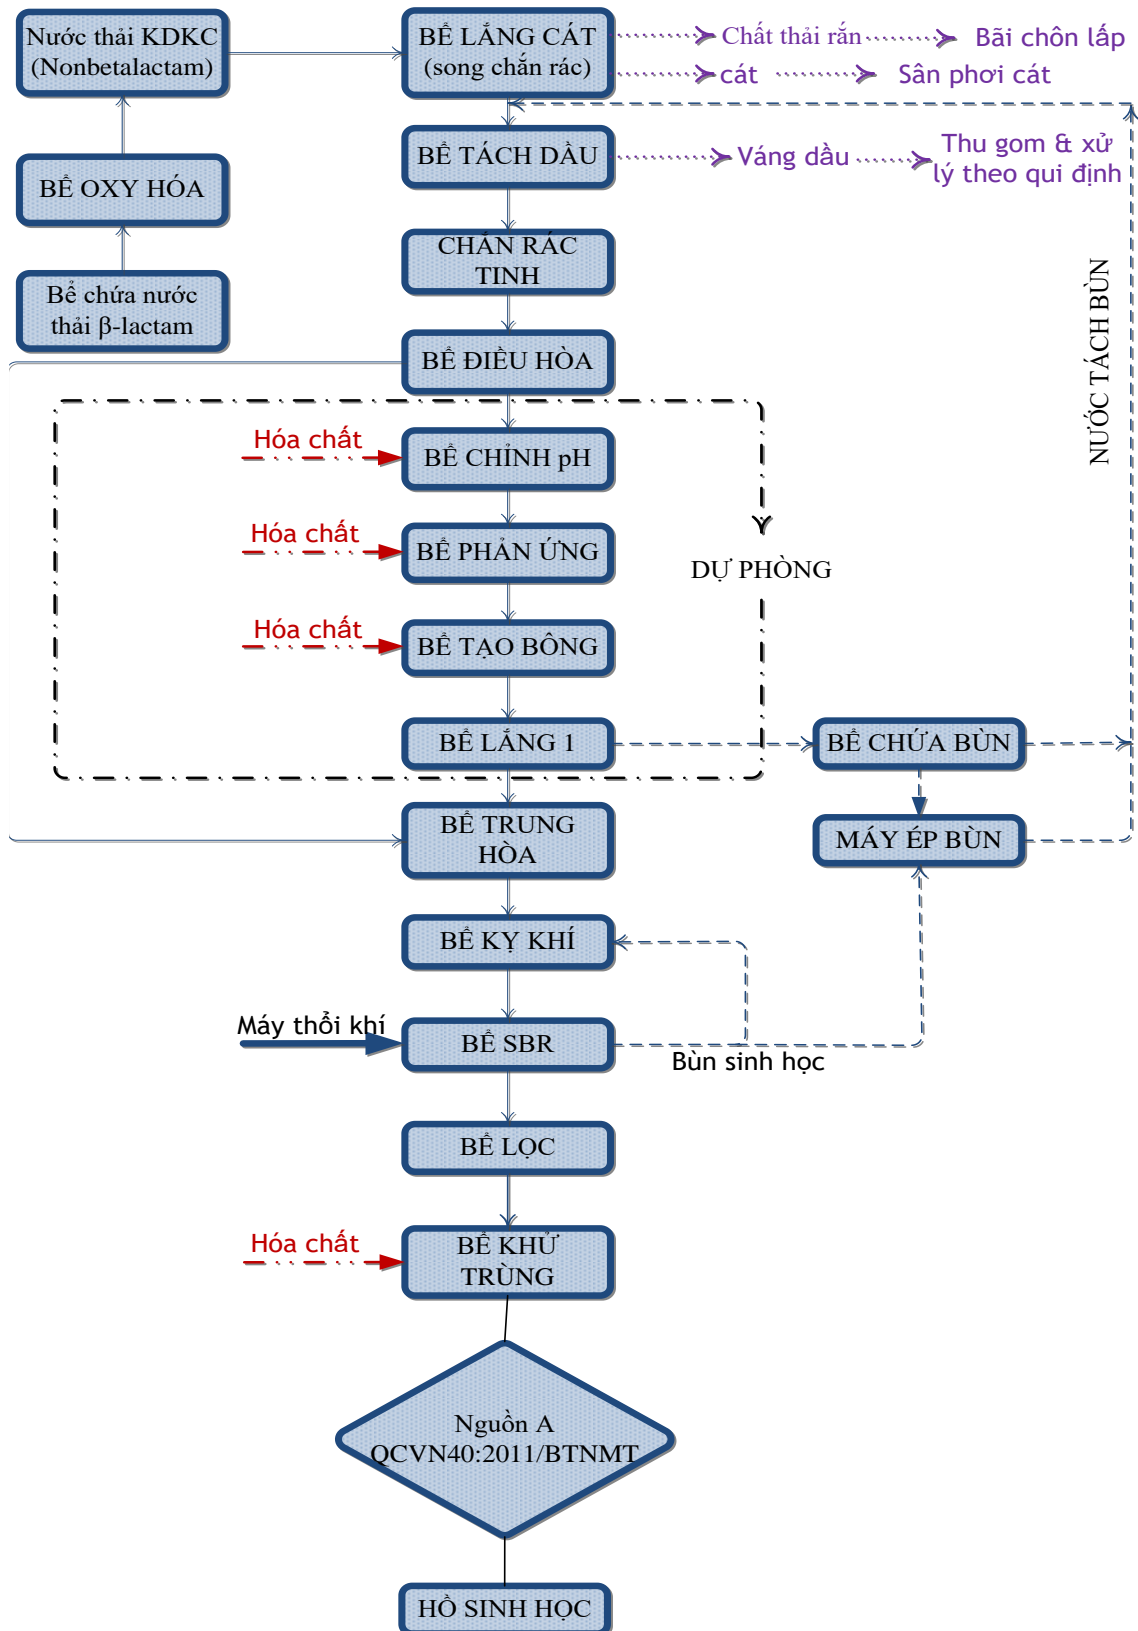 Nước thải KDKC
(Nonbetalactam)
BỂ LẮNG CÁT
(song chắn rác)
Chất thải rắn
Bãi chôn lấp
cát
Sân phơi cát
BỂ OXY HÓA
BỂ TÁCH DẦU
Váng dầu
Thu gom & xử
lý theo qui định
CHẮN RÁC
TINH
Bể chứa nước
thải β-lactam
NƯỚC TÁCH BÙN
BỂ ĐIỀU HÒA
Hóa chất
BỂ CHỈNH pH
Hóa chất
BỂ PHẢN ỨNG
DỰ PHÒNG
Hóa chất
BỂ TẠO BÔNG
BỂ LẮNG 1
BỂ CHỨA BÙN
BỂ TRUNG
HÒA
MÁY ÉP BÙN
BỂ KỴ KHÍ
Máy thổi khí
BỂ SBR
Bùn sinh học
BỂ LỌC
Hóa chất
BỂ KHỬ
TRÙNG
Nguồn A
QCVN40:2011/BTNMT
HỒ SINH HỌC